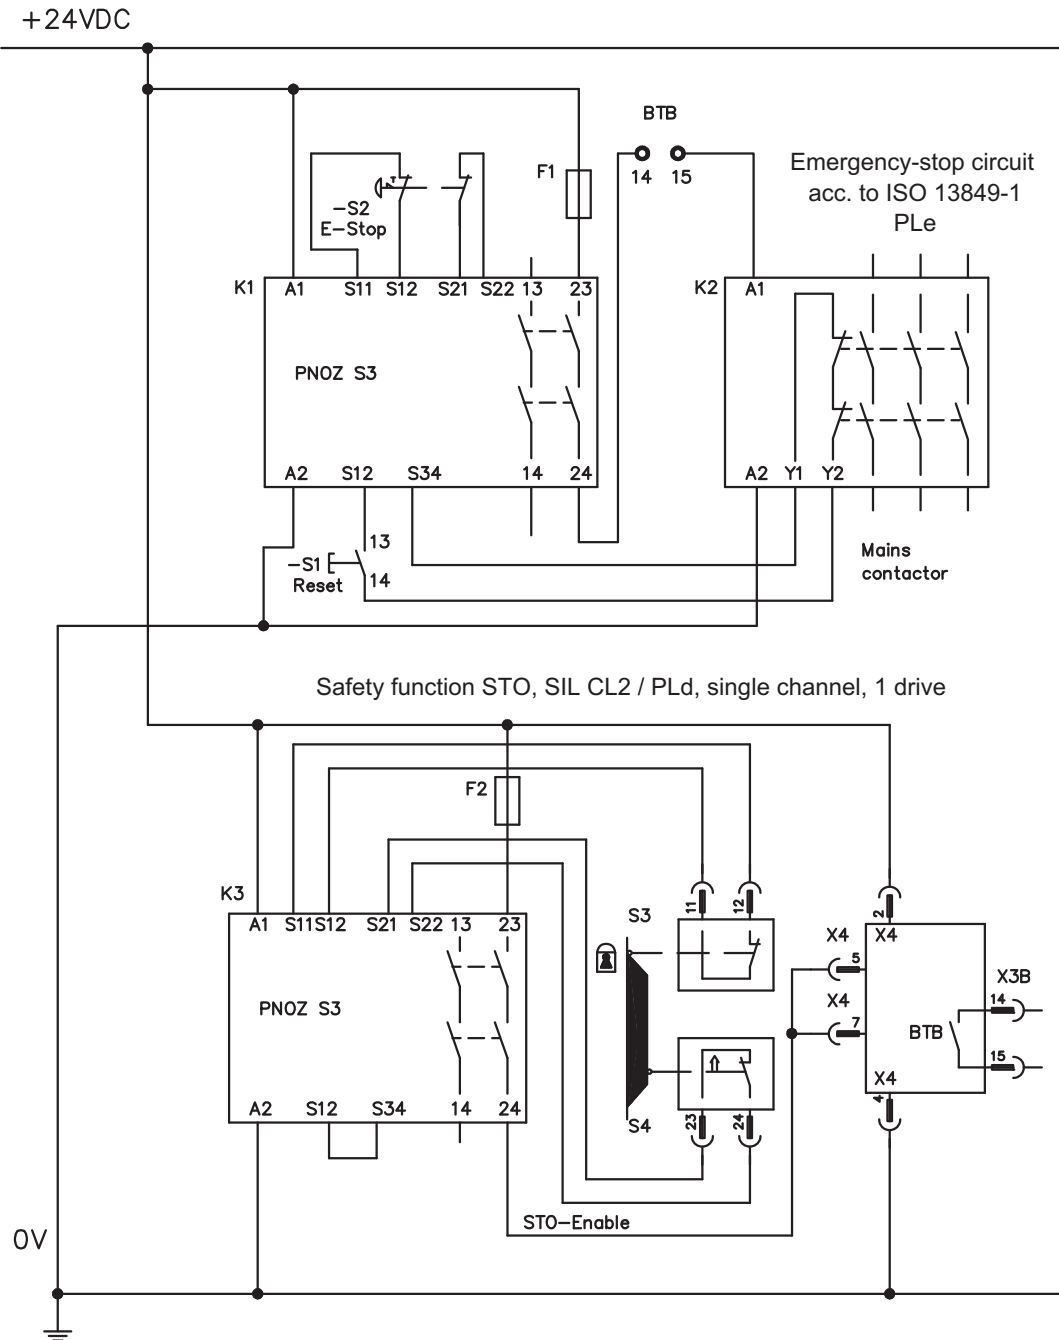 +24VDC
BTB
14 15
F1
Emergency-stop circuit
acc. to ISO 13849-1
PLe
-S2
E-Stop
K1
A1 S11 S12 S21 S22 13 23
K2
A1
PNOZ S3
A2 S12 S34 14 24
A2 Y1 Y2
13
-S1
Reset
14
Mains
contactor
Safety function STO, SIL CL2 / PLd, single channel, 1 drive
F2
K3
A1 S11 S12 S21 S22 13 23
S3
11 12
2
X4
X4
5
X3B
14
PNOZ S3
X4
7
BTB
15
X4
4
A2 S12 S34 14 24
S4
23 24
STO-Enable
0V